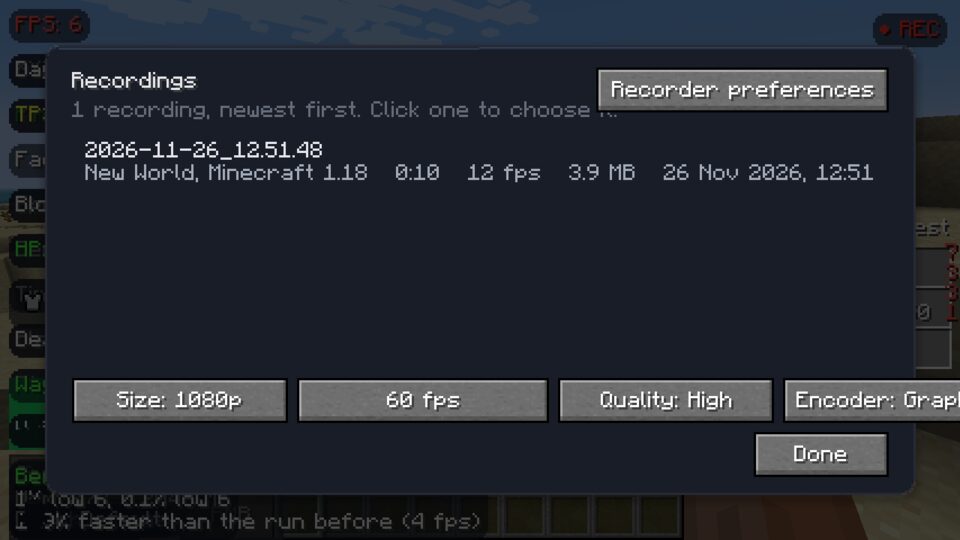 FPS: 6
REC
Recordings
Recorder preferences
1 recording, newest first. Click one to choose it.
2026-11-26_12.51.48
New World, Minecraft 1.18 0:10 12 fps 3.9 MB 26 Nov 2026, 12:51
Size: 1080p
60 fps
Quality: High
Encoder: Grap
Done
1% low 6, 0.1% low 6
faster than the run before (4 fps)